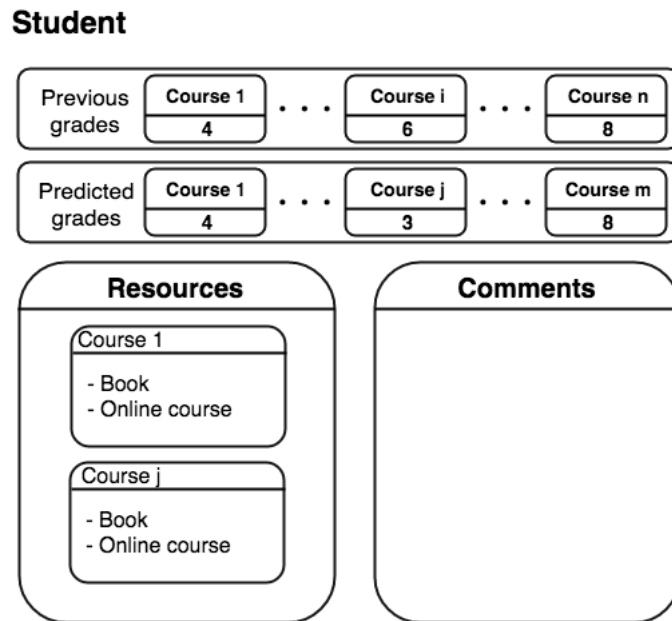 Student
Previous grades
Course 1
4
. . .
Course i
6
. . .
Course n
8
Predicted grades
Course 1
4
. . .
Course j
3
. . .
Course m
8
Resources
Course 1
- Book
- Online course
Course j
- Book
- Online course
Comments